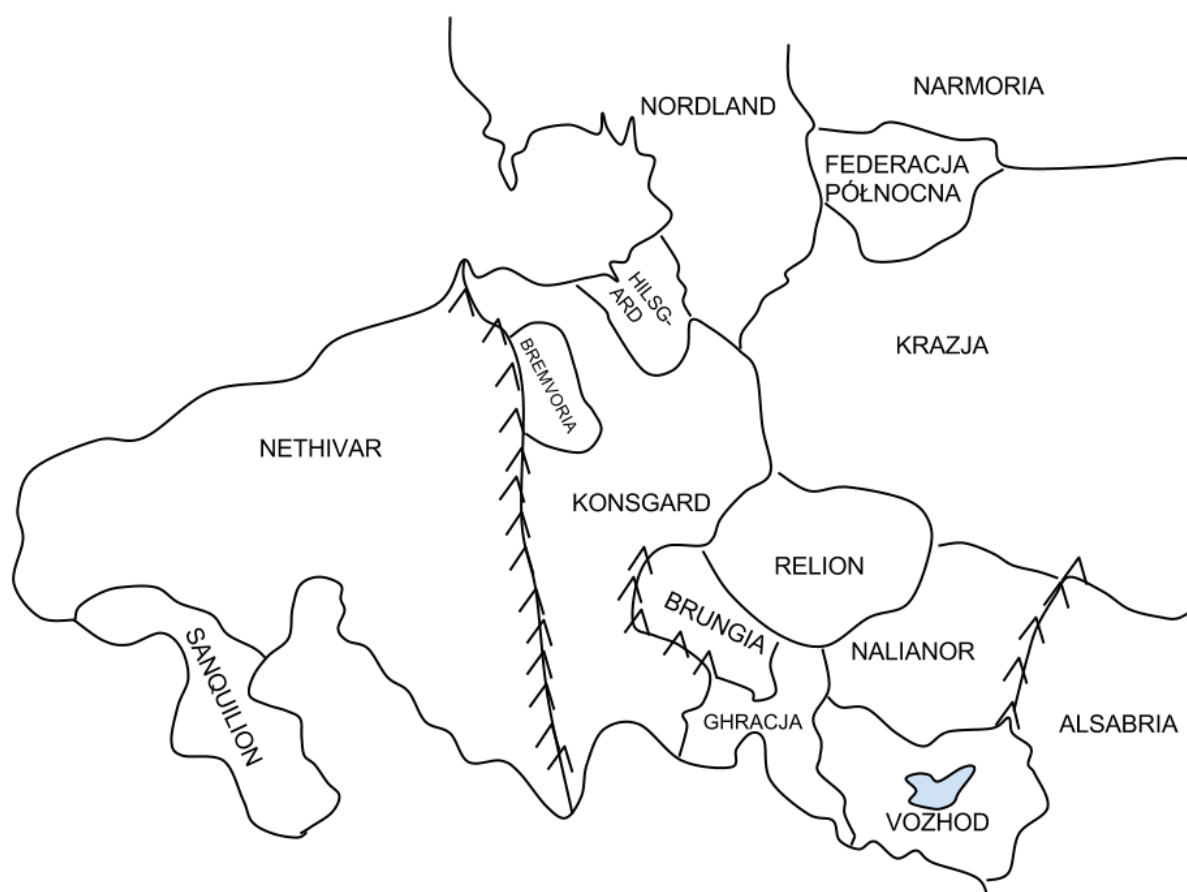 NARMORIA
NORDLAND
FEDERACJA
PÓŁNOCNA
HILSG-
ARD
KRAZJA
BREMVORIA
NETHIVAR
KONSGARD
RELION
BRUNGIA
NALIANOR
SANQUILION
GHRACJA
ALSABRIA
VOZHOD